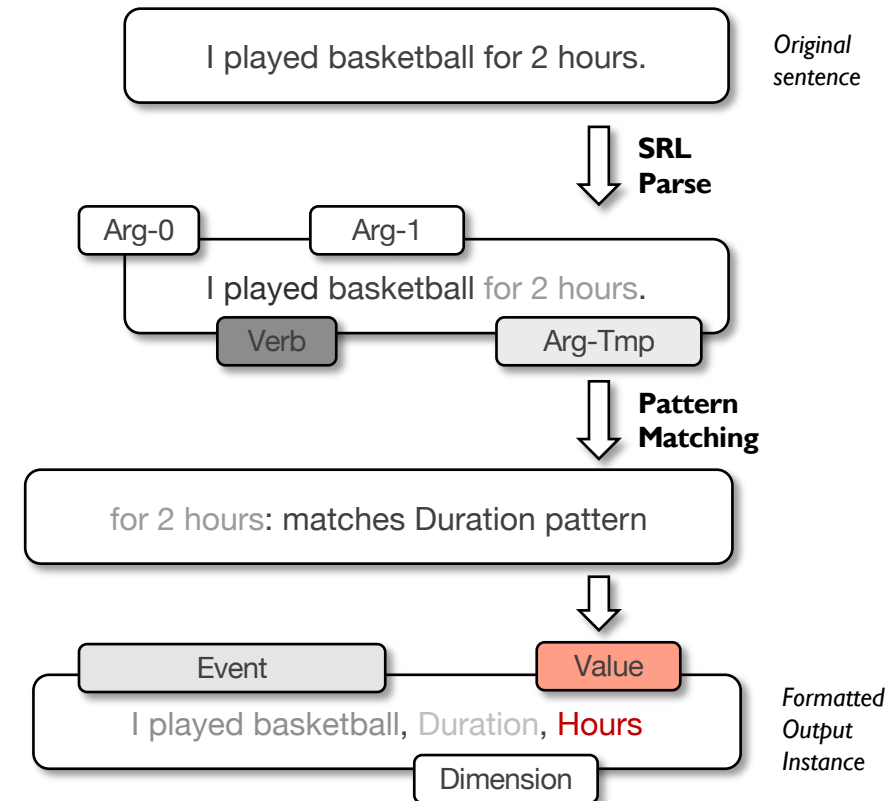 I played basketball for 2 hours.
Original
sentence
SRL
Parse
Arg-0
Arg-1
I played basketball for 2 hours.
Verb
Arg-Tmp
Pattern
Matching
for 2 hours: matches Duration pattern
Event
Value
I played basketball, Duration, Hours
Dimension
Formatted
Output
Instance